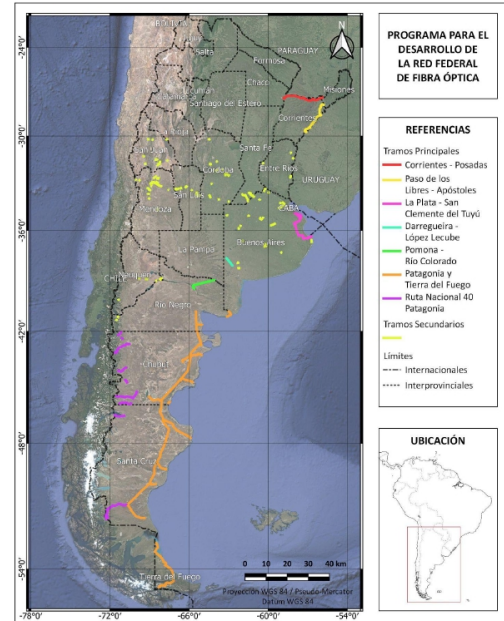 PROGRAMA PARA EL
DESARROLLO DE
LA RED FEDERAL
DE FIBRA ÓPTICA
REFERENCIAS
Tramos Principales
Corrientes - Posadas
Paso de los
Libres - Apóstoles
La Plata - San
Clemente del Tuyú
Darregueira -
López Lecube
Pomona -
Río Colorado
Patagonia y
Tierra del Fuego
Ruta Nacional 40
Patagonia
Tramos Secundarios
Límites
Internacionales
Interprovinciales
UBICACIÓN
N
-24°0'
-30°0'
-36°0'
-42°0'
-48°0'
-54°0'
-78°0'
-72°0'
-66°0'
-60°0'
-54°0'
Salta
PARAGUAY
Formosa
Chaco
Misiones
Santiago del Estero
Corrientes
Santa Fe
San Juan
Córdoba
Entre Ríos
URUGUAY
San Luis
Mendoza
CABA
Buenos Aires
La Pampa
CHILE
Neuquén
Río Negro
Chubut
Santa Cruz
Tierra del Fuego
0 10 20 30 40 km
Proyección WGS 84 / Pseudo-Mercator
Datum WGS 84